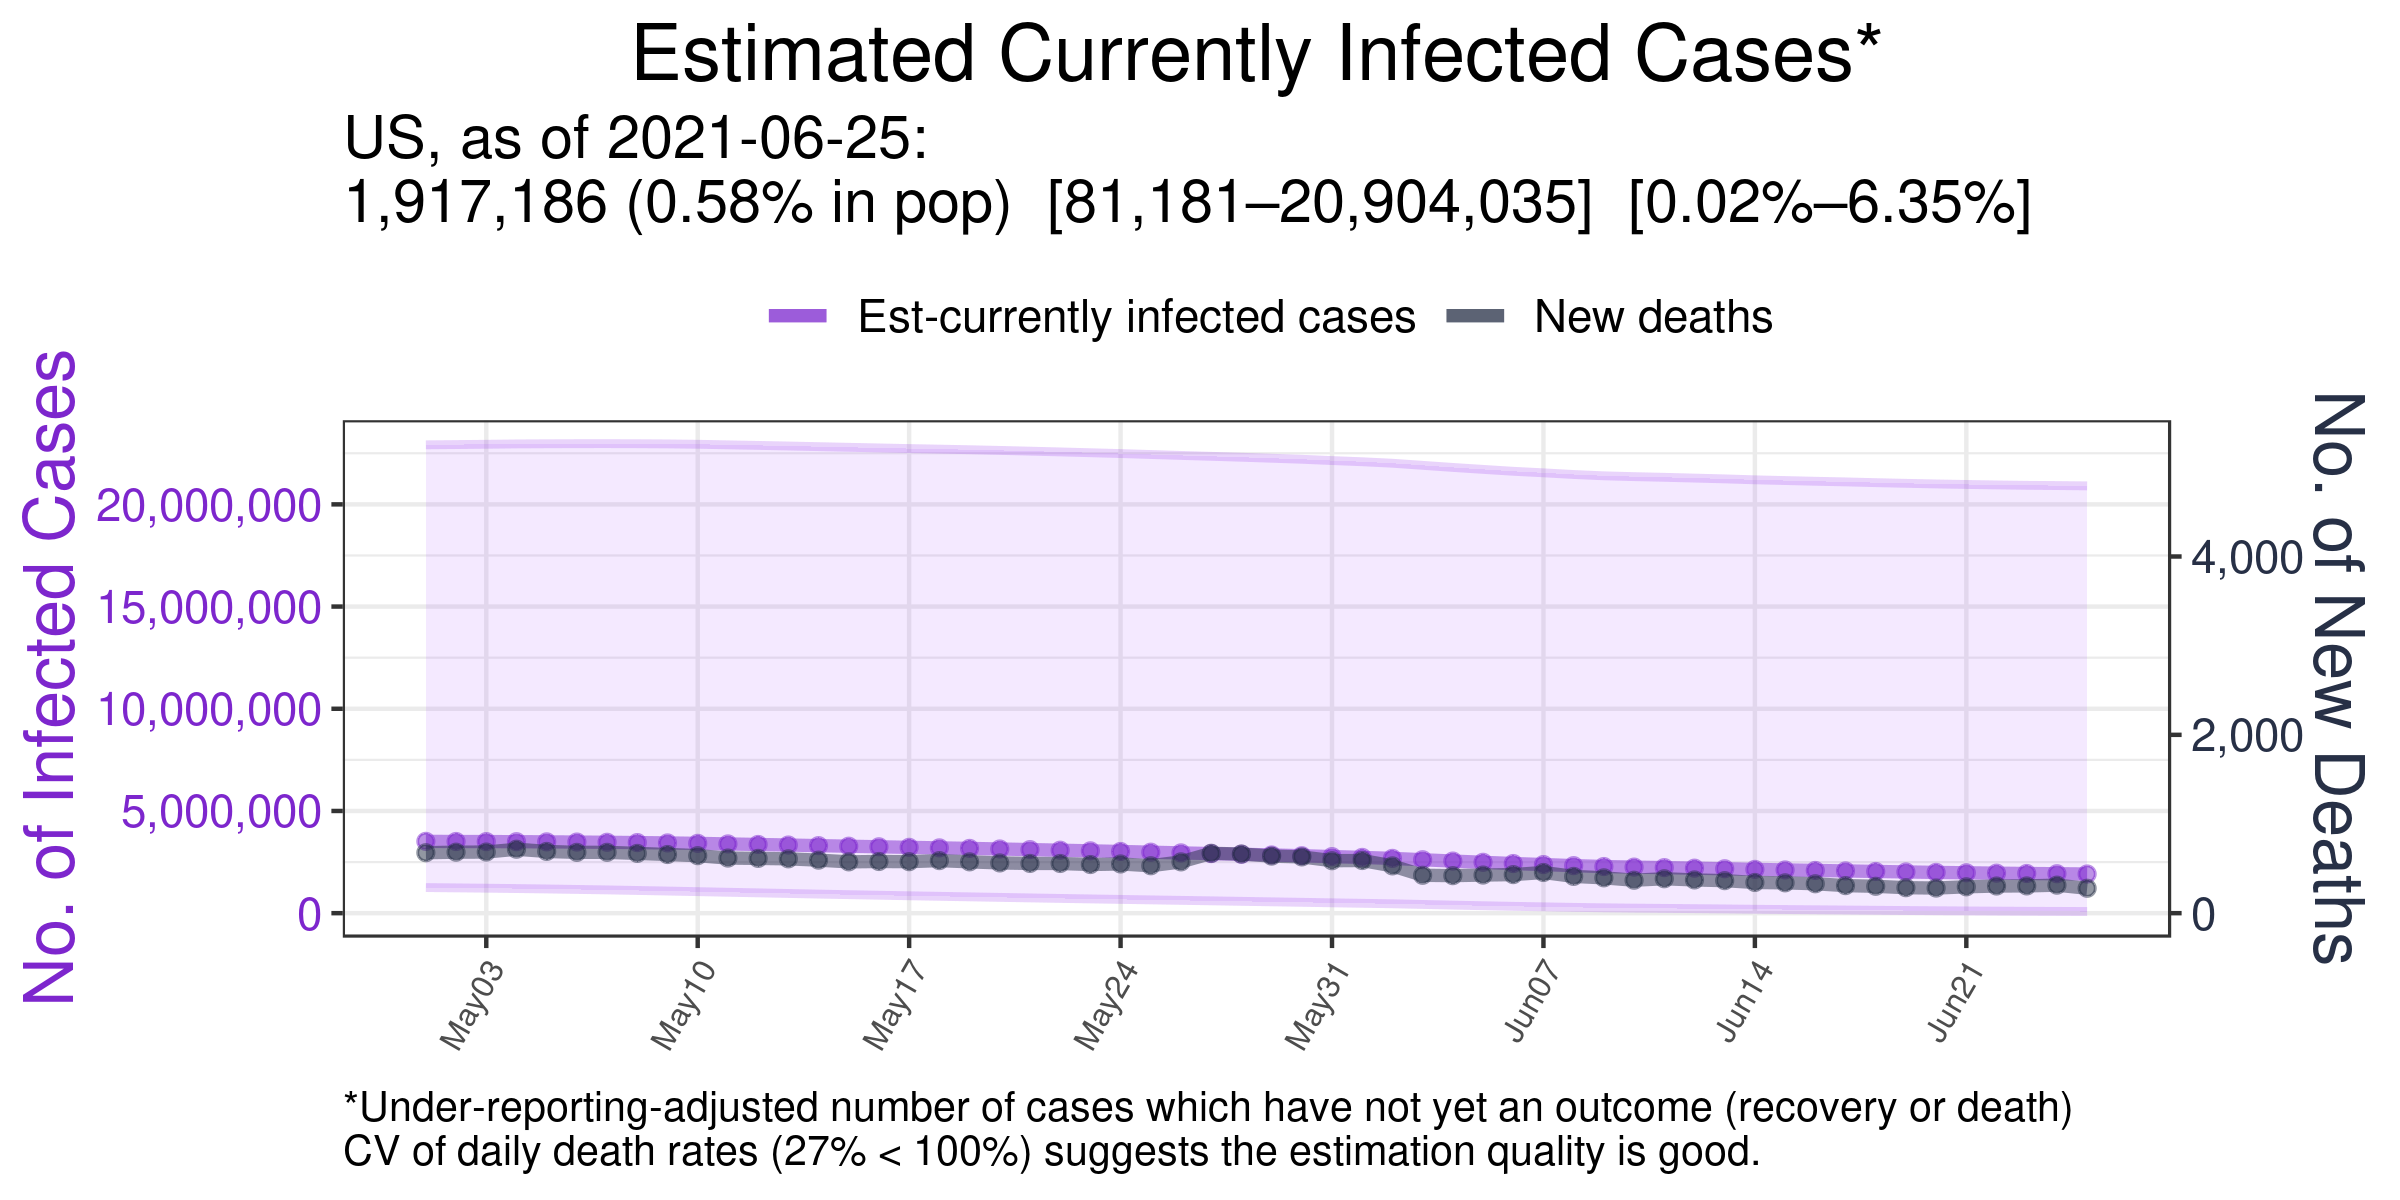 Estimated Currently Infected Cases*
US, as of 2021-06-25:
1,917,186 (0.58% in pop)  [81,181–20,904,035]  [0.02%–6.35%]
Est-currently infected cases
New deaths
No. of Infected Cases
20,000,000
15,000,000
10,000,000
5,000,000
0
4,000
2,000
0
No. of New Deaths
May03
May10
May17
May24
May31
Jun07
Jun14
Jun21
*Under-reporting-adjusted number of cases which have not yet an outcome (recovery or death)
CV of daily death rates (27% < 100%) suggests the estimation quality is good.